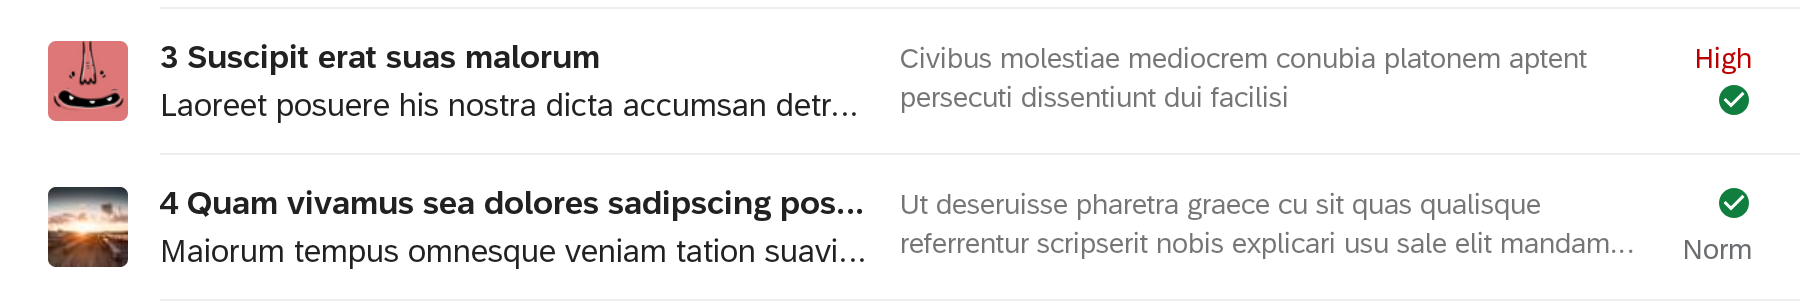 3 Suscipit erat suas malorum
Laoreet posuere his nostra dicta accumsan detr...
Civibus molestiae mediocrem conubia platonem aptent
persecuti dissentiunt dui facilisi
High
4 Quam vivamus sea dolores sadipscing pos...
Maiorum tempus omnesque veniam tation suavi...
Ut deseruisse pharetra graece cu sit quas qualisque
referrentur scripserit nobis explicari usu sale elit mandam...
Norm